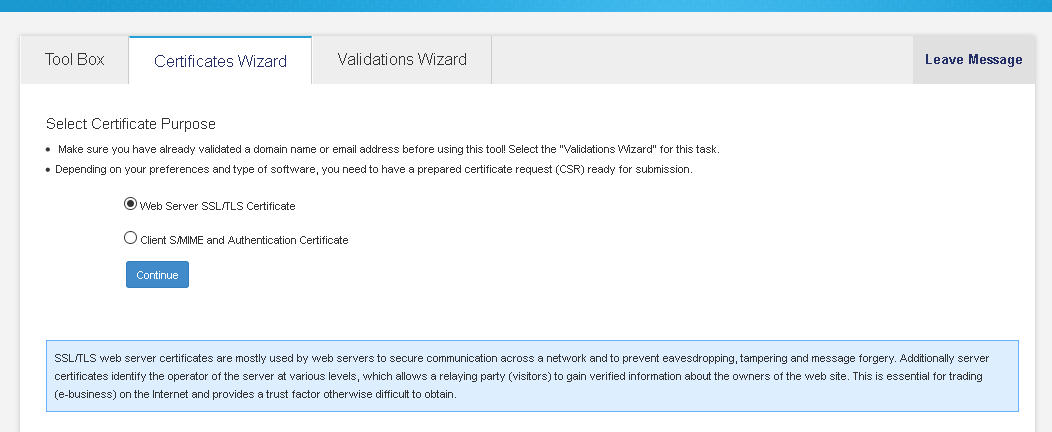 Tool Box
Certificates Wizard
Validations Wizard
Leave Message
Select Certificate Purpose
• Make sure you have already validated a domain name or email address before using this tool! Select the "Validations Wizard" for this task.
• Depending on your preferences and type of software, you need to have a prepared certificate request (CSR) ready for submission.
Web Server SSL/TLS Certificate
Client S/MIME and Authentication Certificate
Continue
SSL/TLS web server certificates are mostly used by web servers to secure communication across a network and to prevent eavesdropping, tampering and message forgery. Additionally server
certificates identify the operator of the server at various levels, which allows a relaying party (visitors) to gain verified information about the owners of the web site. This is essential for trading
(e-business) on the Internet and provides a trust factor otherwise difficult to obtain.